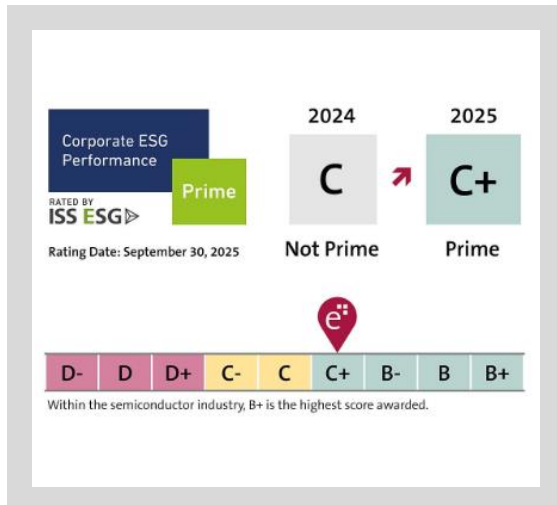 Corporate ESG
Performance
Prime
RATED BY
ISS ESG
Rating Date: September 30, 2025
2024
2025
C
C+
Not Prime
Prime
e
D-
D
D+
C-
C
C+
B-
B
B+
Within the semiconductor industry, B+ is the highest score awarded.